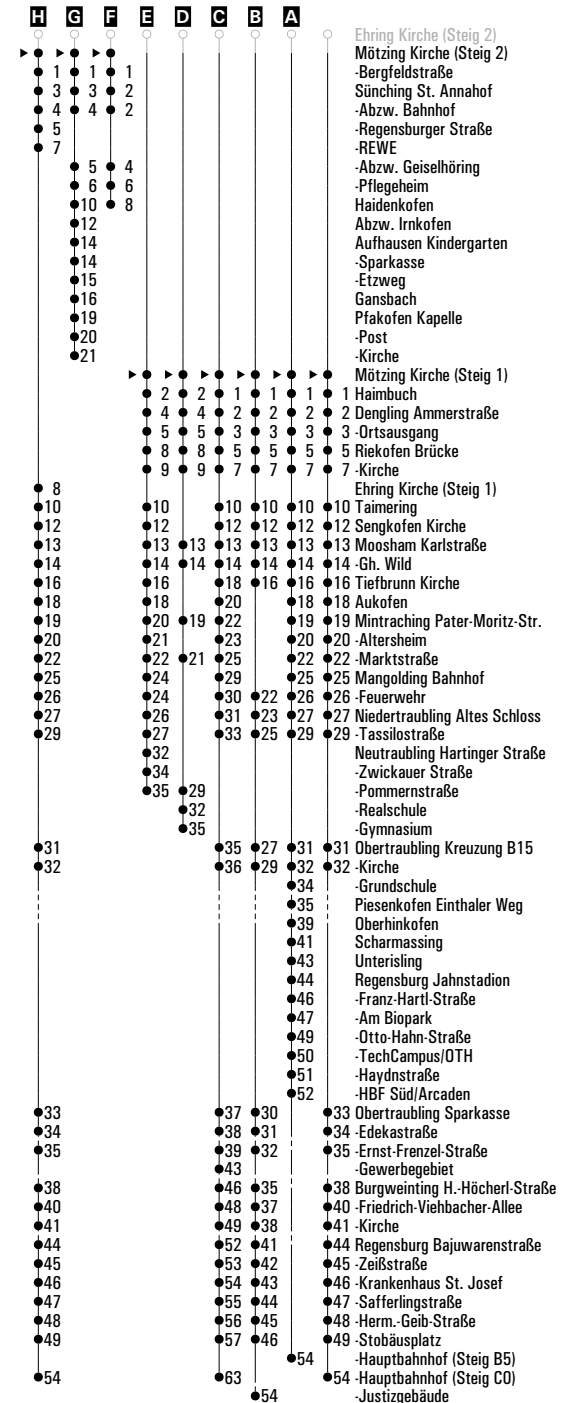 H G F E D C B A
Ehring Kirche (Steig 2)
Mötzing Kirche (Steig 2)
1 1 1 -Bergfeldstraße
3 3 2 Sünching St. Annahof
4 4 2 -Abzw. Bahnhof
5 -Regensburger Straße
7 -REWE
5 4 -Abzw. Geiselhöring
6 6 -Pflegeheim
10 8 Haidenkofen
12 Abzw. Irnkofen
14 Aufhausen Kindergarten
14 -Sparkasse
15 -Etzweg
16 Gansbach
19 Pfakofen Kapelle
20 -Post
21 -Kirche
Mötzing Kirche (Steig 1)
2 2 1 1 1 1 Haimbuch
4 4 2 2 2 2 Dengling Ammerstraße
5 5 3 3 3 3 -Ortsausgang
8 8 5 5 5 5 Riekofen Brücke
9 9 7 7 7 7 -Kirche
8 Ehring Kirche (Steig 1)
10 10 10 10 10 10 Taimering
12 12 12 12 12 12 Sengkofen Kirche
13 13 13 13 13 13 13 Moosham Karlstraße
14 14 14 14 14 14 14 -Gh. Wild
16 16 18 16 16 16 Tiefbrunn Kirche
18 18 20 18 18 Aukofen
19 20 19 22 19 19 Mintraching Pater-Moritz-Str.
20 21 23 20 20 -Altersheim
22 22 21 25 22 22 -Marktstraße
25 24 29 25 25 Mangolding Bahnhof
26 24 30 22 26 26 -Feuerwehr
27 26 31 23 27 27 Niedertraubling Altes Schloss
29 27 33 25 29 29 -Tassilostraße
32 Neutraubling Hartinger Straße
34 -Zwickauer Straße
35 29 -Pommernstraße
32 -Realschule
35 -Gymnasium
31 35 27 31 31 Obertraubling Kreuzung B15
32 36 29 32 32 -Kirche
34 -Grundschule
35 Piesenkofen Einthaler Weg
39 Oberhinkofen
41 Scharmassing
43 Unterisling
44 Regensburg Jahnstadion
46 -Franz-Hartl-Straße
47 -Am Biopark
49 -Otto-Hahn-Straße
50 -TechCampus/OTH
51 -Haydnstraße
52 -HBF Süd/Arcaden
33 37 30 33 Obertraubling Sparkasse
34 38 31 34 -Edekastraße
35 39 32 35 -Ernst-Frenzel-Straße
43 -Gewerbegebiet
38 46 35 38 Burgweinting H.-Höcherl-Straße
40 48 37 40 -Friedrich-Viehbacher-Allee
41 49 38 41 -Kirche
44 52 41 44 Regensburg Bajuwarenstraße
45 53 42 45 -Zeißstraße
46 54 43 46 -Krankenhaus St. Josef
47 55 44 47 -Safferlingstraße
48 56 45 48 -Herm.-Geib-Straße
49 57 46 49 -Stobäusplatz
54 -Hauptbahnhof (Steig B5)
54 63 54 -Hauptbahnhof (Steig C0)
54 -Justizgebäude